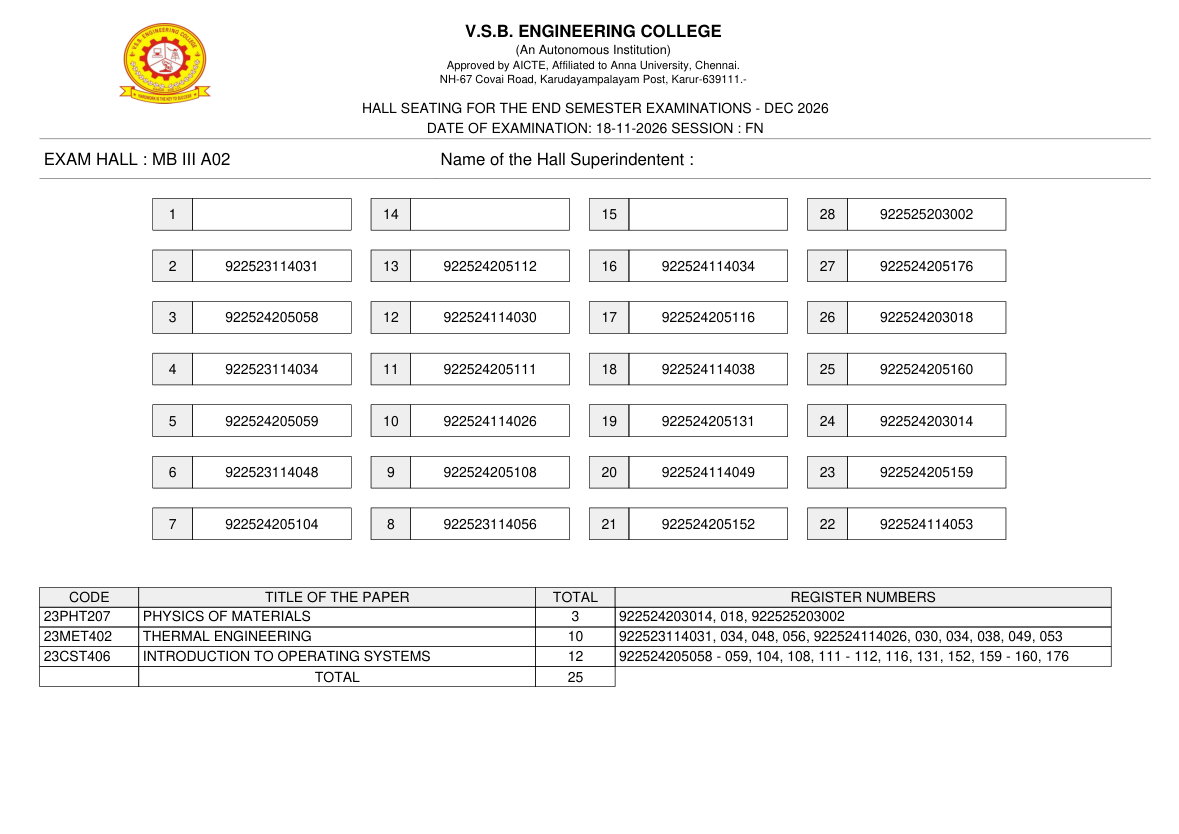 V.S.B. ENGINEERING COLLEGE
(An Autonomous Institution)
Approved by AICTE, Affiliated to Anna University, Chennai.
NH-67 Covai Road, Karudayampalayam Post, Karur-639111.-
HALL SEATING FOR THE END SEMESTER EXAMINATIONS - DEC 2026
DATE OF EXAMINATION: 18-11-2026 SESSION : FN
EXAM HALL : MB III A02 Name of the Hall Superintendent :
1 14 15 28 922525203002
2 922523114031 13 922524205112 16 922524114034 27 922524205176
3 922524205058 12 922524114030 17 922524205116 26 922524203018
4 922523114034 11 922524205111 18 922524114038 25 922524205160
5 922524205059 10 922524114026 19 922524205131 24 922524203014
6 922523114048 9 922524205108 20 922524114049 23 922524205159
7 922524205104 8 922523114056 21 922524205152 22 922524114053
CODE TITLE OF THE PAPER TOTAL REGISTER NUMBERS
23PHT207 PHYSICS OF MATERIALS 3 922524203014, 018, 922525203002
23MET402 THERMAL ENGINEERING 10 922523114031, 034, 048, 056, 922524114026, 030, 034, 038, 049, 053
23CST406 INTRODUCTION TO OPERATING SYSTEMS 12 922524205058 - 059, 104, 108, 111 - 112, 116, 131, 152, 159 - 160, 176
TOTAL 25